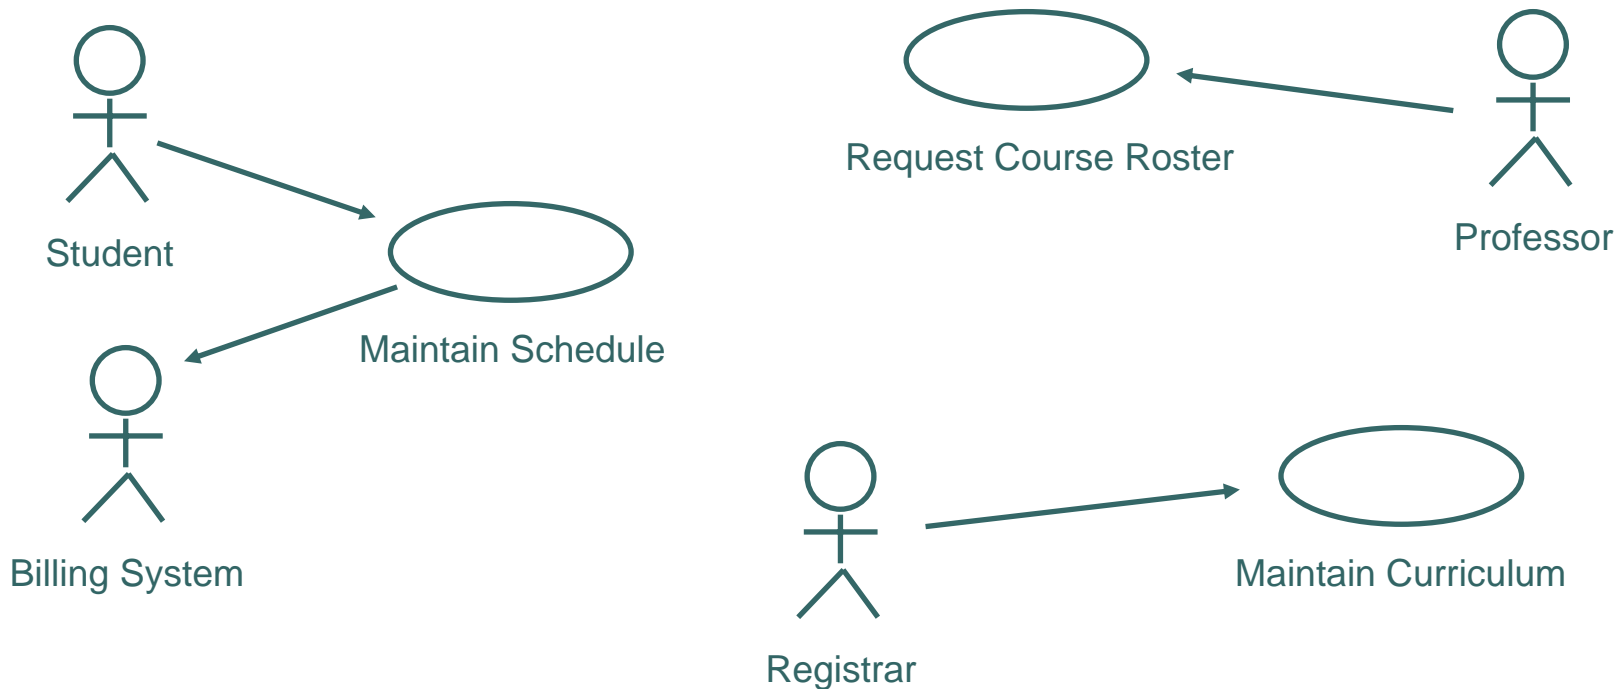 Request Course Roster
Professor
Student
Maintain Schedule
Billing System
Maintain Curriculum
Registrar